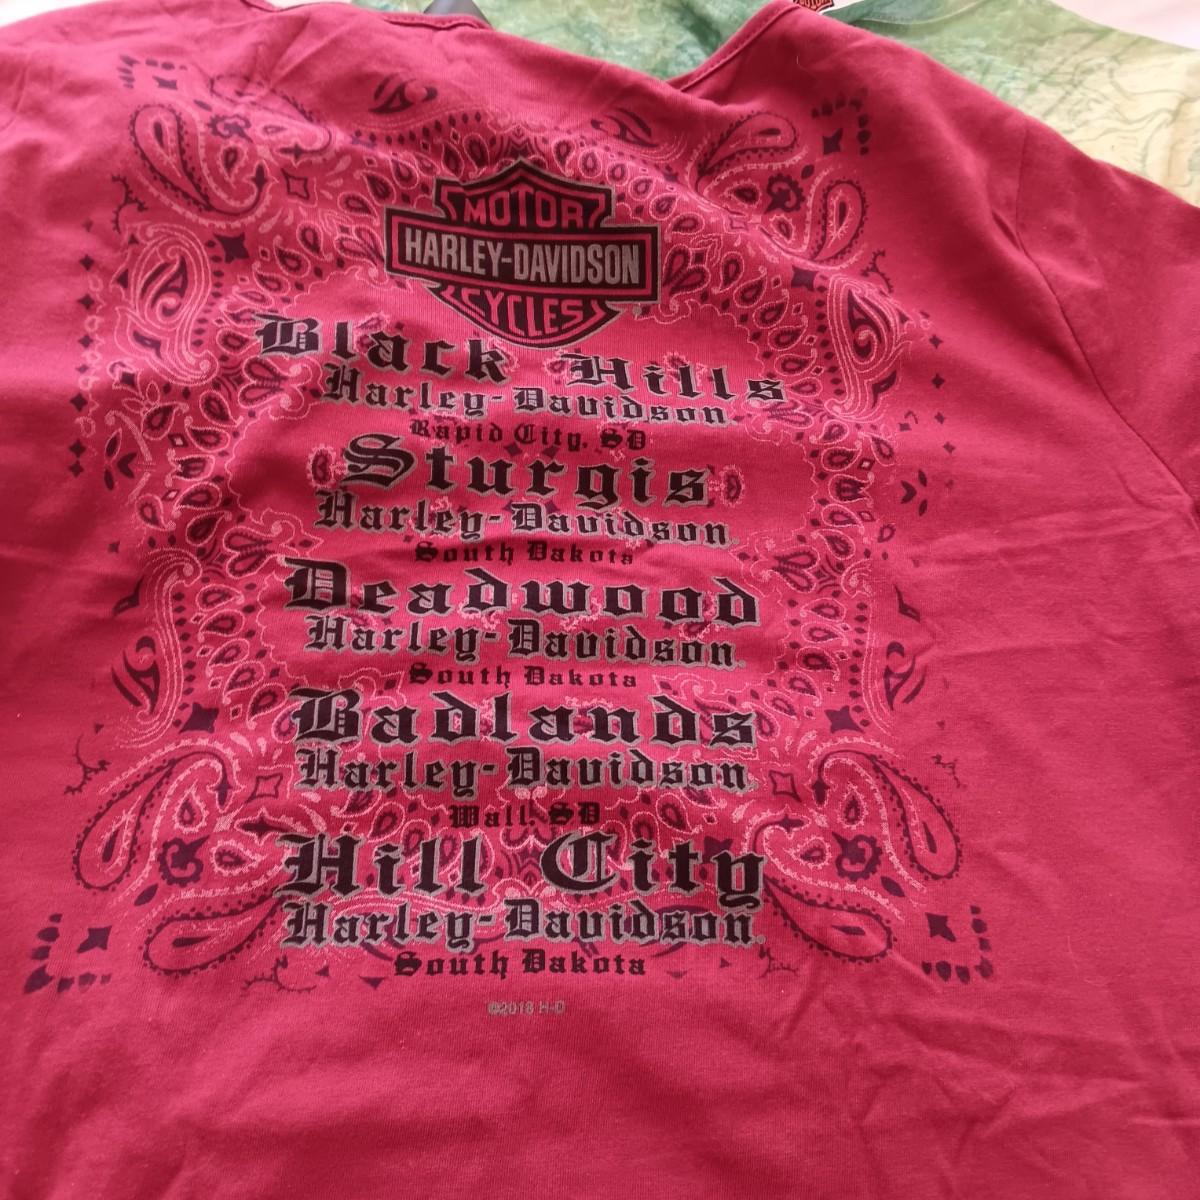 MOTOR
HARLEY-DAVIDSON
CYCLES
Black Hills
Harley-Davidson
Rapid City, SD
Sturgis
Harley-Davidson
South Dakota
Deadwood
Harley-Davidson
South Dakota
Badlands
Harley-Davidson
Wall, SD
Hill City
Harley-Davidson
South Dakota
©2018 H-D